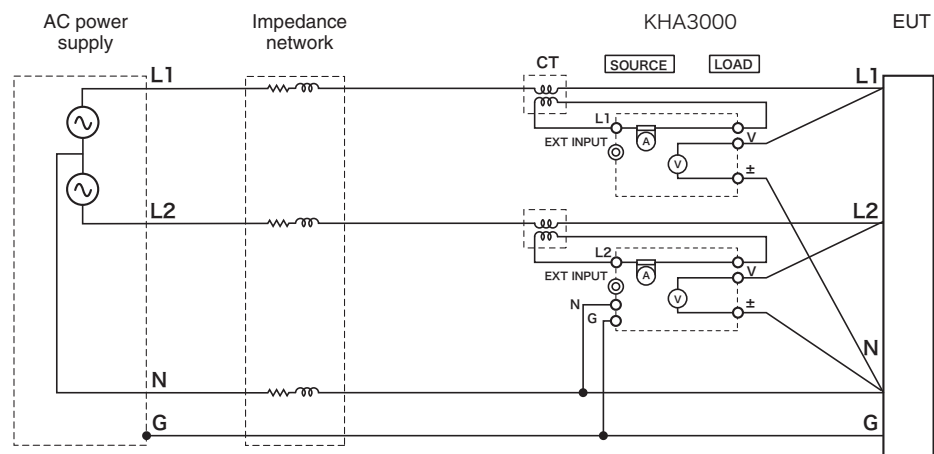 AC power
supply
Impedance
network
KHA3000
EUT
CT
SOURCE
LOAD
L1
L1
L1
EXT INPUT
A
V
V
±
L2
L2
L2
EXT INPUT
A
V
V
±
N
G
N
N
G
G